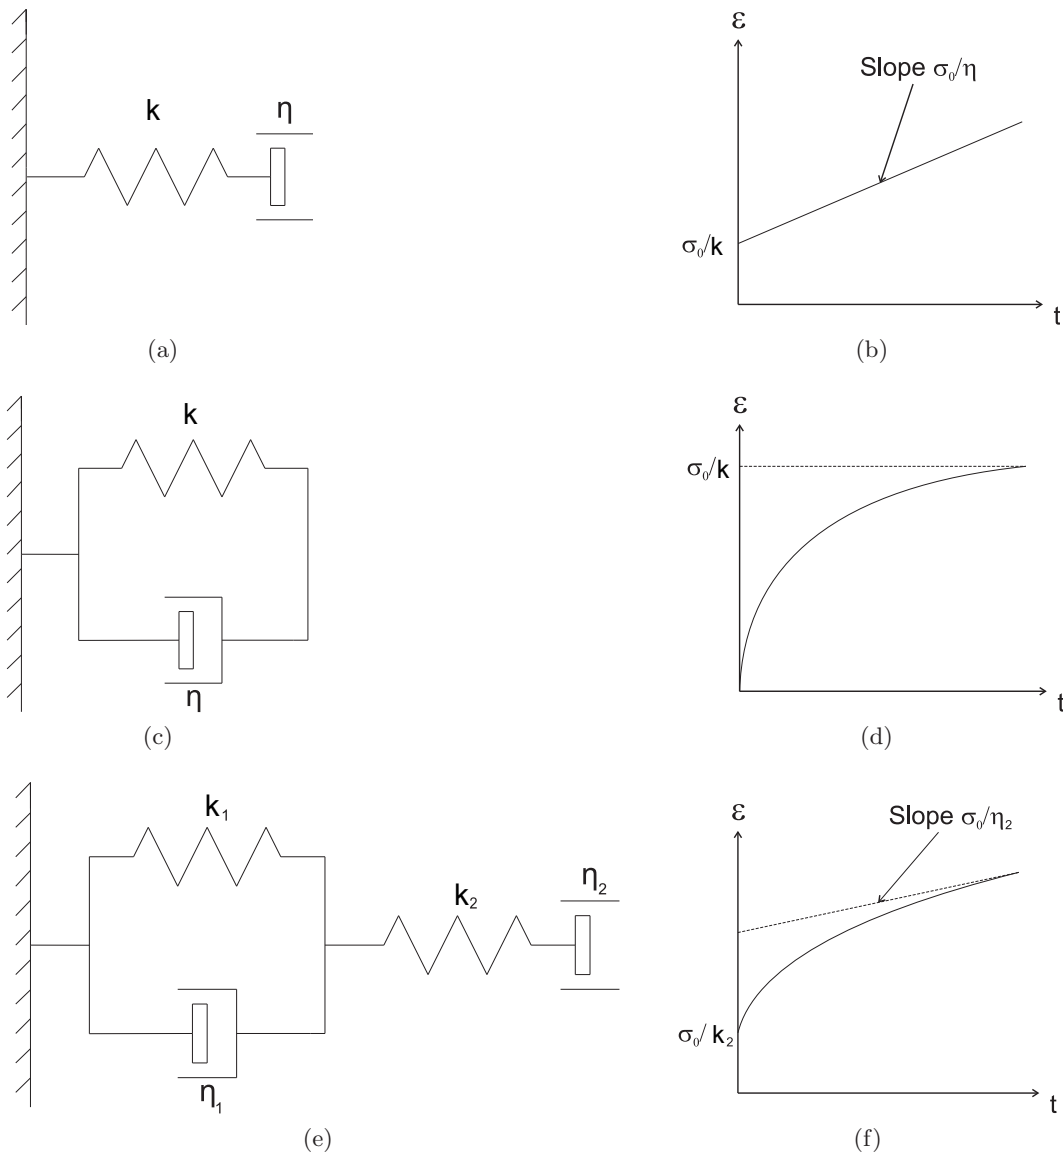 k
η
(a)
ε
Slope σ₀/η
σ₀/k
t
(b)
k
η
(c)
ε
σ₀/k
t
(d)
k₁
k₂
η₂
η₁
(e)
ε
Slope σ₀/η₂
σ₀/k₂
t
(f)